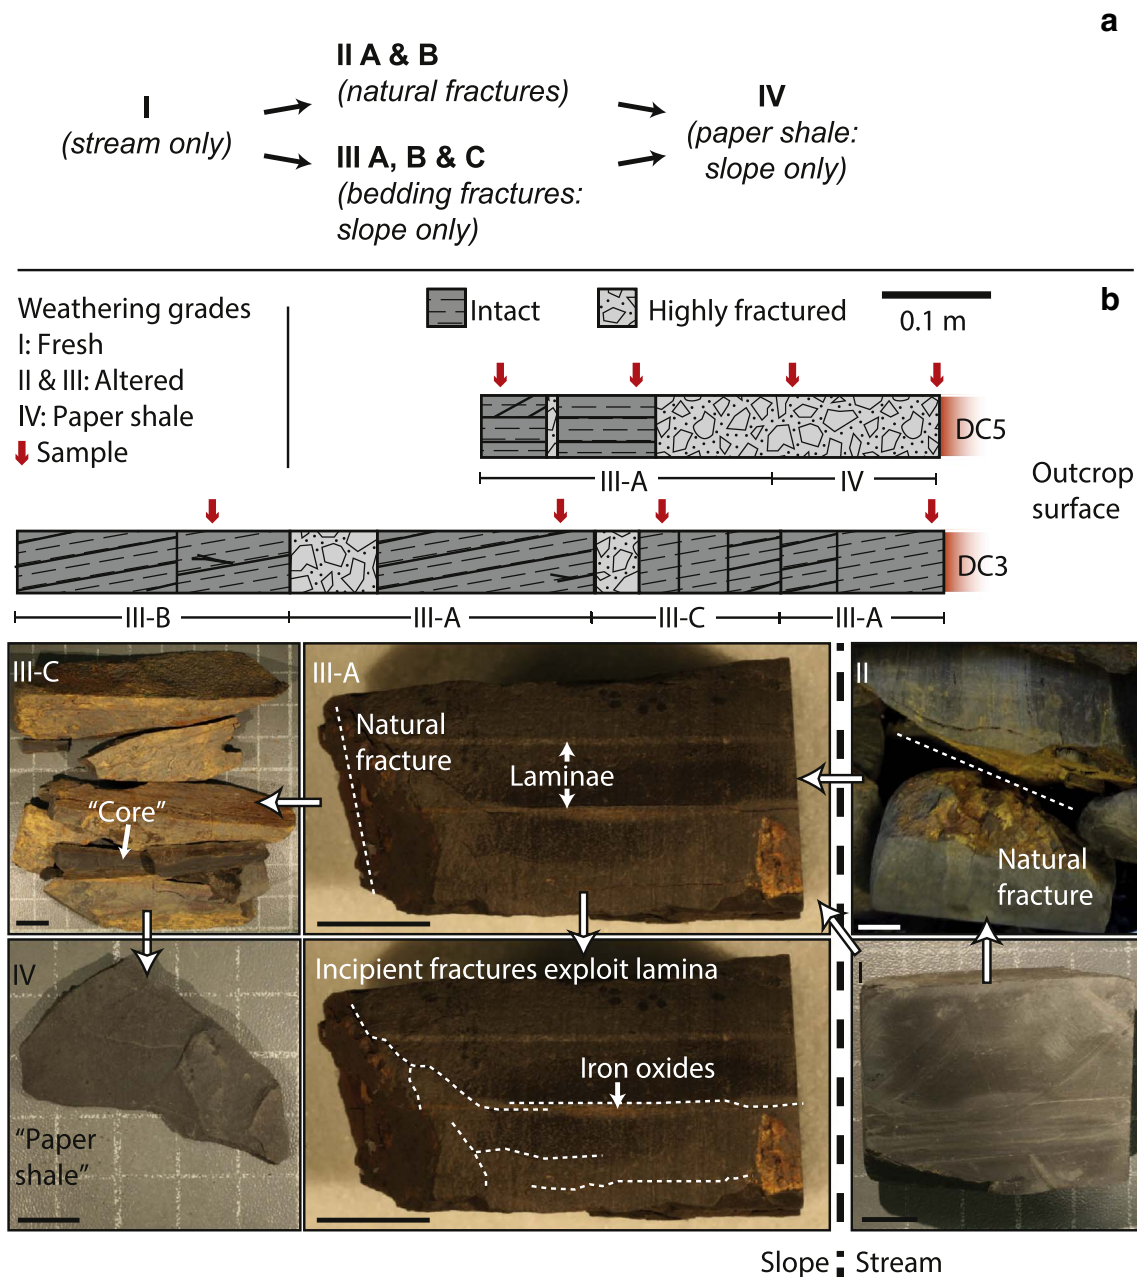 a
I
(stream only)
II A & B
(natural fractures)
III A, B & C
(bedding fractures:
slope only)
IV
(paper shale:
slope only)
b
Weathering grades
I: Fresh
II & III: Altered
IV: Paper shale
Sample
Intact
Highly fractured
0.1 m
DC5
III-A
IV
Outcrop
surface
DC3
III-B
III-A
III-C
III-A
III-C
“Core”
III-A
Natural
fracture
Laminae
II
Natural
fracture
IV
“Paper
shale”
Incipient fractures exploit lamina
Iron oxides
I
Slope
Stream